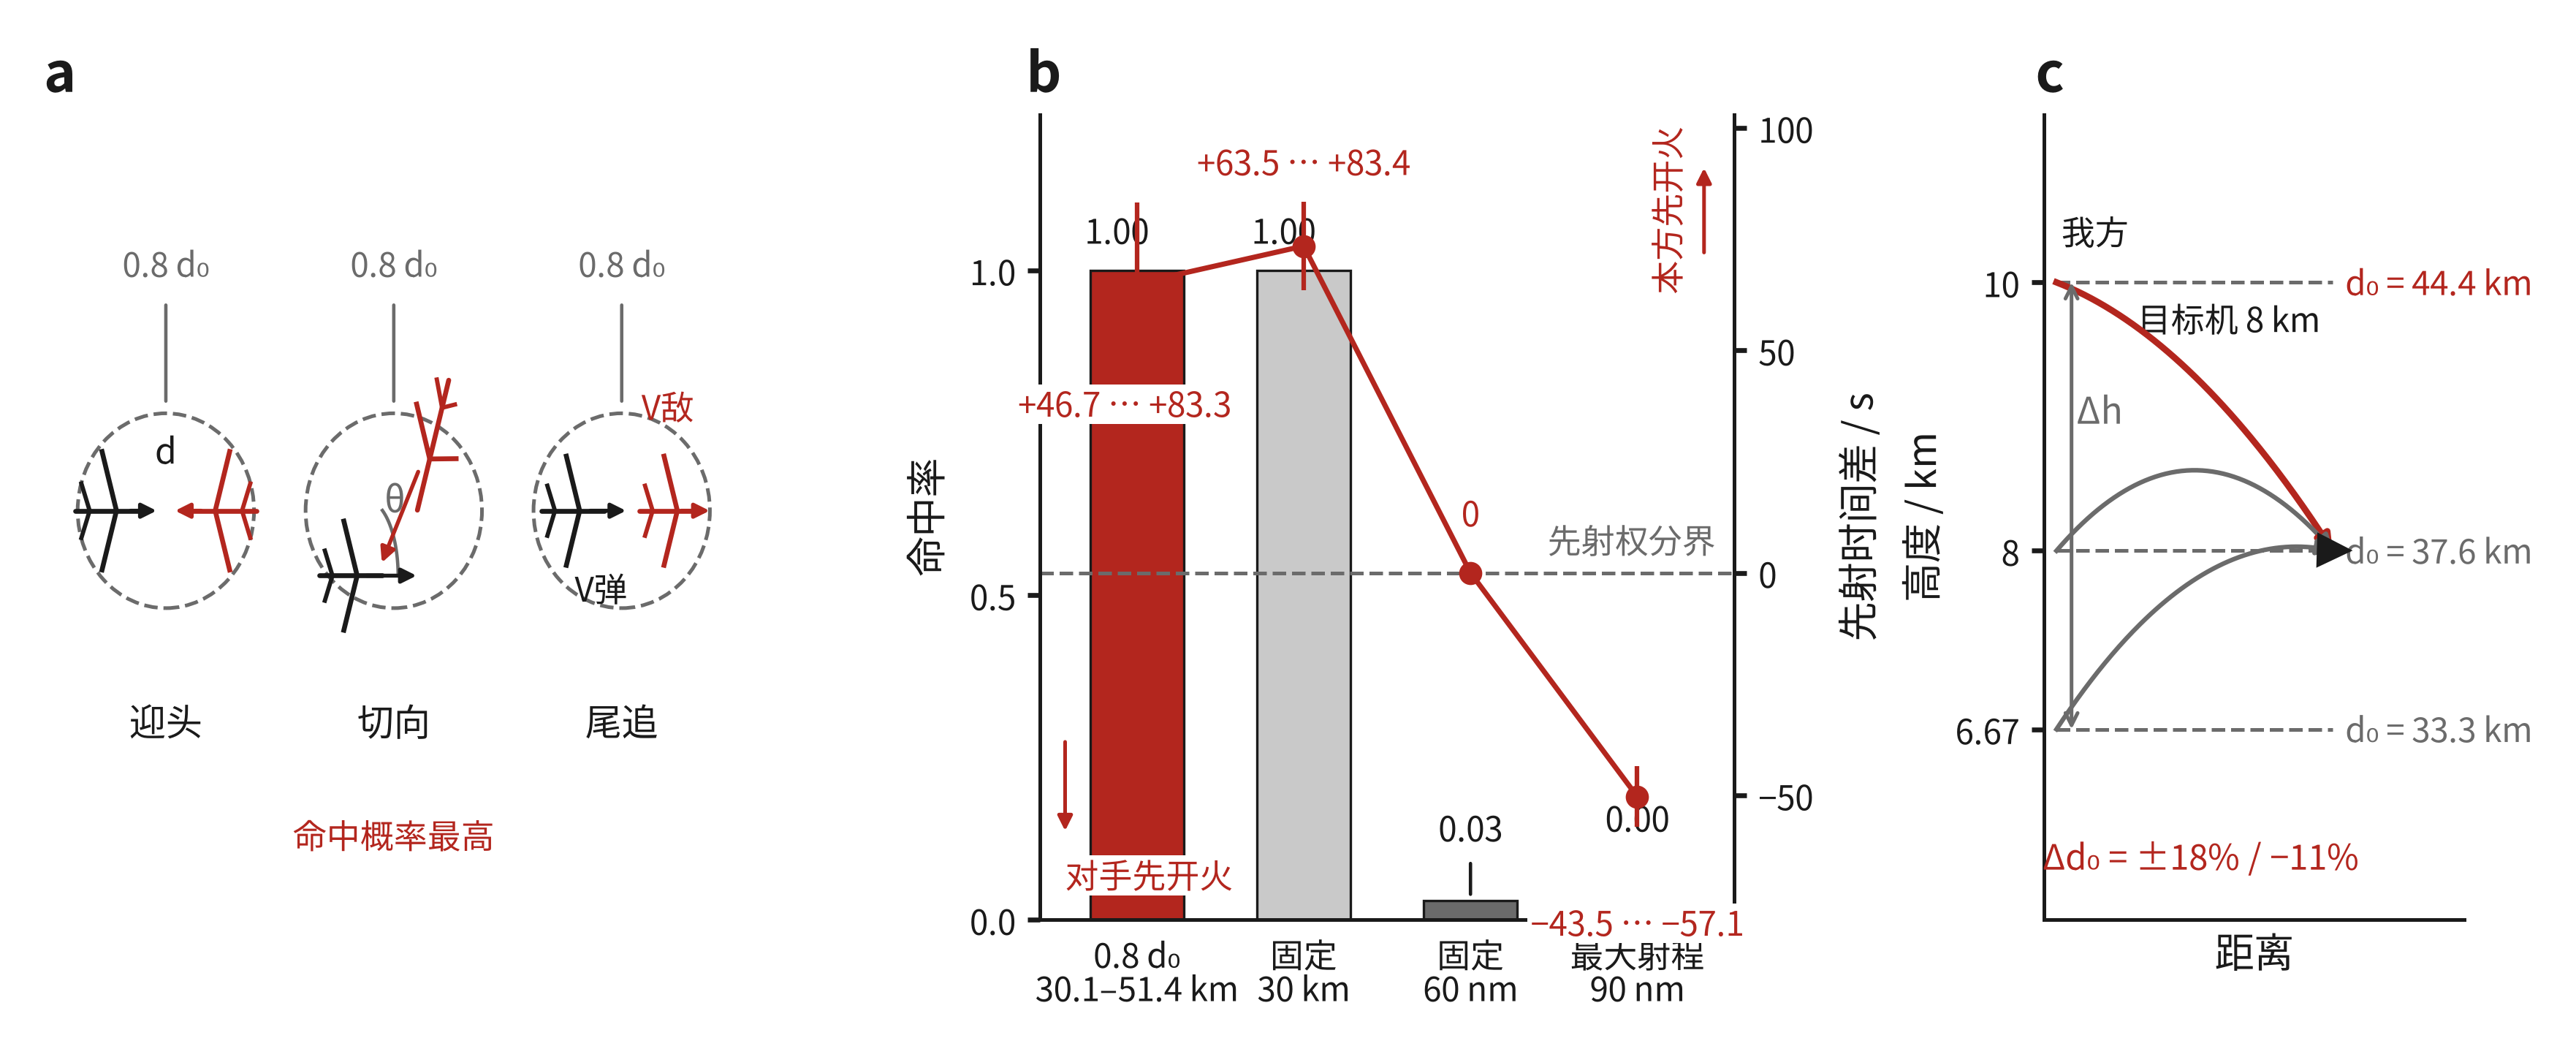 a
0.8 d₀
0.8 d₀
0.8 d₀
d
θ
V敌
V弹
迎头
切向
尾追
命中概率最高
b
命中率
1.0
0.5
0.0
1.00
1.00
0.03
0.00
+46.7 ··· +83.3
+63.5 ··· +83.4
0
−43.5 ··· −57.1
对手先开火
本方先开火
先射权分界
100
50
0
−50
先射时间差 / s
0.8 d₀
30.1–51.4 km
固定
30 km
固定
60 nm
最大射程
90 nm
c
高度 / km
10
8
6.67
我方
目标机 8 km
Δh
d₀ = 44.4 km
d₀ = 37.6 km
d₀ = 33.3 km
Δd₀ = ±18% / −11%
距离